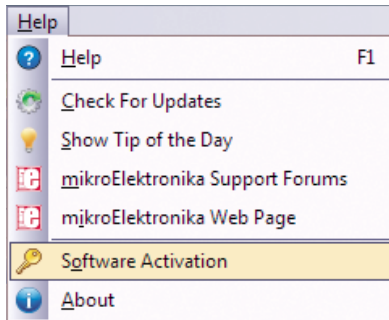 Help
Help F1
Check For Updates
Show Tip of the Day
mikroElektronika Support Forums
mikroElektronika Web Page
Software Activation
About